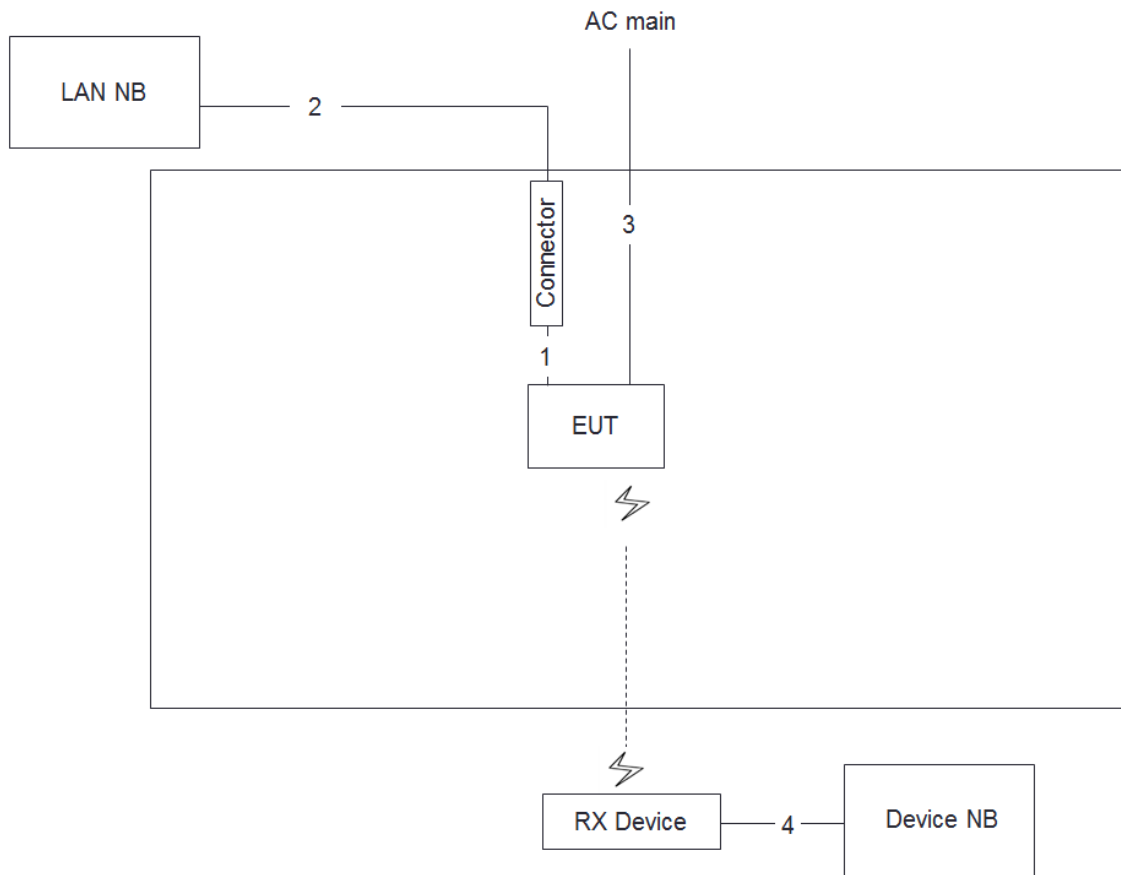 AC main
LAN NB
2
Connector
3
1
EUT
RX Device
4
Device NB